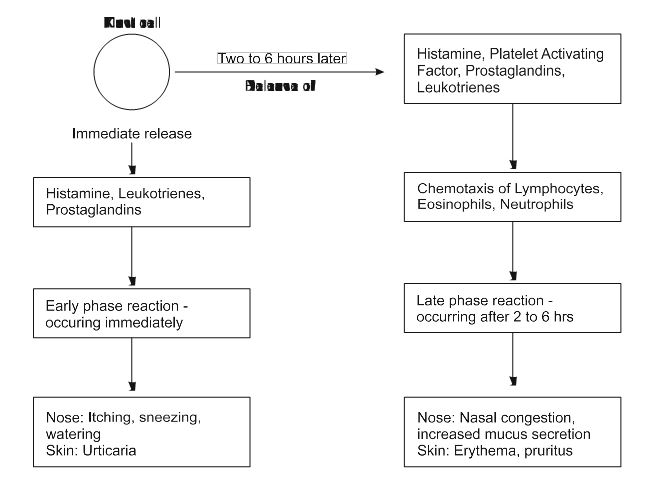 cell
Two to 6 hours later
Release of
Immediate release
Histamine, Leukotrienes,
Prostaglandins
Early phase reaction -
occuring immediately
Nose: Itching, sneezing,
watering
Skin: Urticaria
Histamine, Platelet Activating
Factor, Prostaglandins,
Leukotrienes
Chemotaxis of Lymphocytes,
Eosinophils, Neutrophils
Late phase reaction -
occurring after 2 to 6 hrs
Nose: Nasal congestion,
increased mucus secretion
Skin: Erythema, pruritus